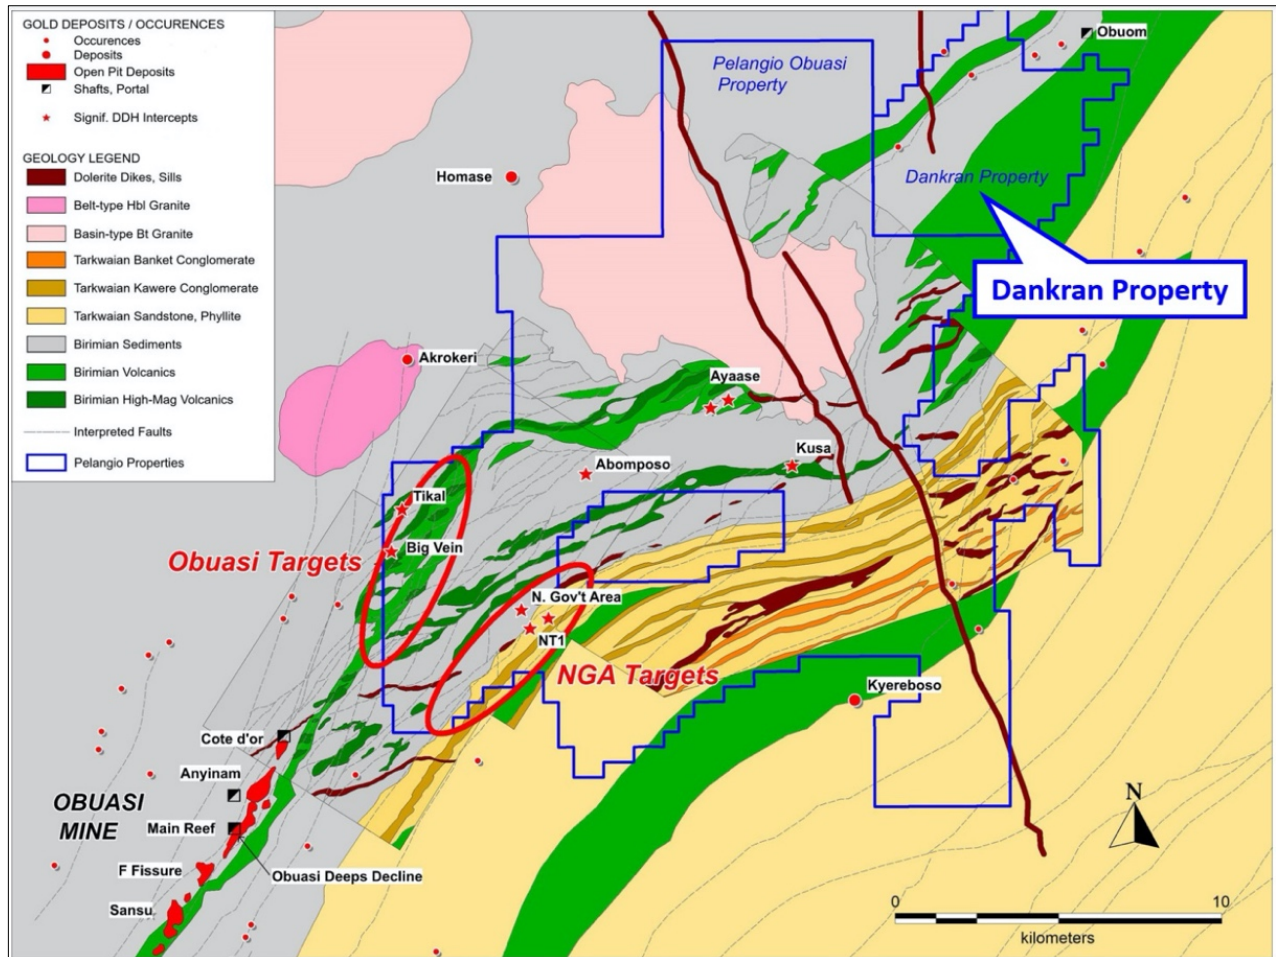 GOLD DEPOSITS / OCCURENCES
Occurences
Deposits
Open Pit Deposits
Shafts, Portal
Signif. DDH Intercepts
GEOLOGY LEGEND
Dolerite Dikes, Sills
Belt-type Hbl Granite
Basin-type Bt Granite
Tarkwaian Banket Conglomerate
Tarkwaian Kawere Conglomerate
Tarkwaian Sandstone, Phyllite
Birimian Sediments
Birimian Volcanics
Birimian High-Mag Volcanics
Interpreted Faults
Pelangio Properties
Obuom
Pelangio Obuasi
Property
Homase
Dankran Property
Dankran Property
Akrokeri
Ayaase
Kusa
Abomposo
Tikal
Big Vein
Obuasi Targets
N. Gov't Area
NT1
NGA Targets
Kyereboso
Cote d'or
Anyinam
OBUASI
MINE
Main Reef
F Fissure
Obuasi Deeps Decline
Sansu
N
0
10
kilometers